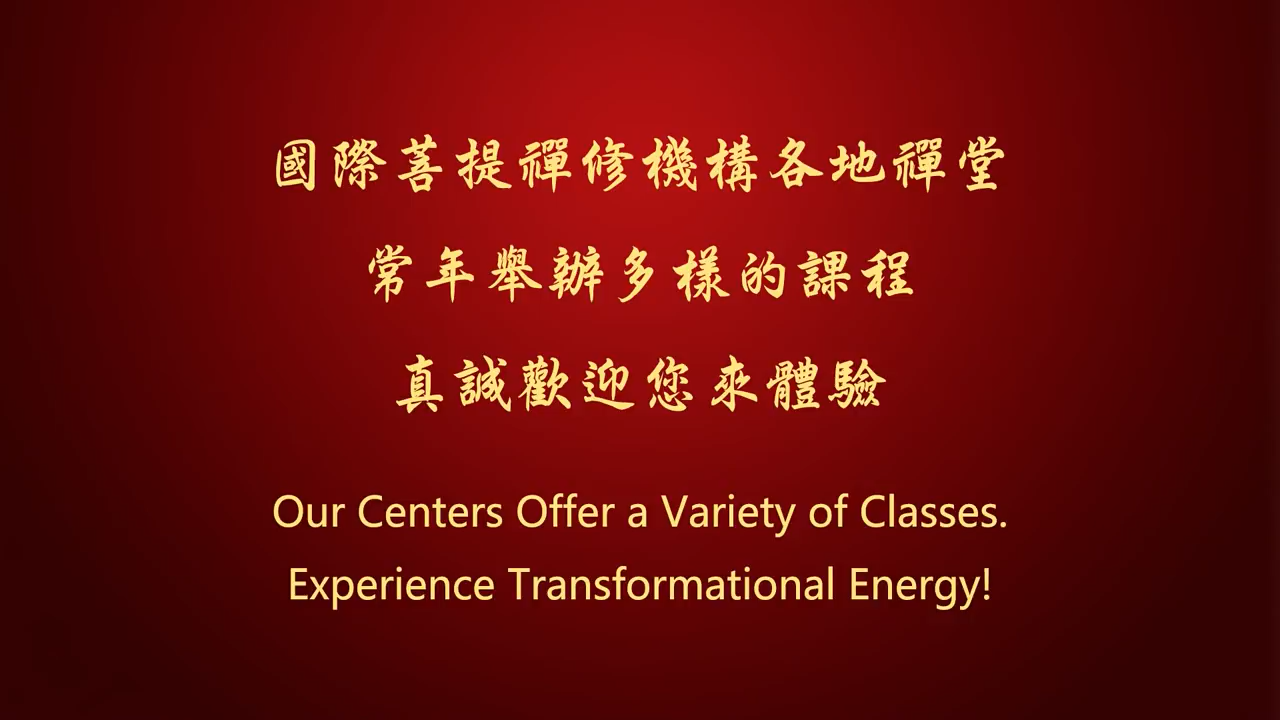 國際菩提禪修機構各地禪堂
常年舉辦多樣的課程
真誠歡迎您來體驗
Our Centers Offer a Variety of Classes.
Experience Transformational Energy!